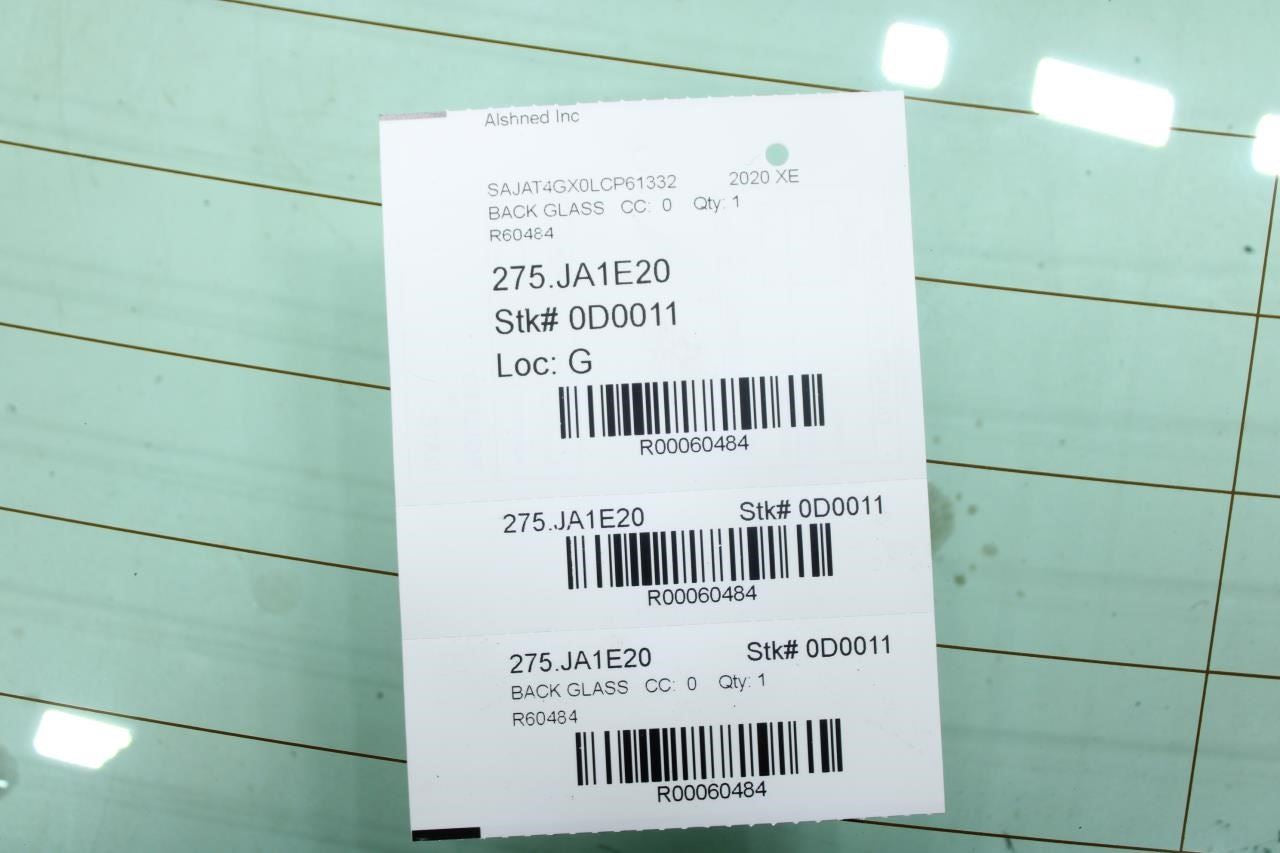 Alshned Inc
SAJAT4GX0LCP61332 2020 XE
BACK GLASS CC: 0 Qty: 1
R60484
275.JA1E20
Stk# 0D0011
Loc: G
R00060484
275.JA1E20 Stk# 0D0011
R00060484
275.JA1E20 Stk# 0D0011
BACK GLASS CC: 0 Qty: 1
R60484
R00060484